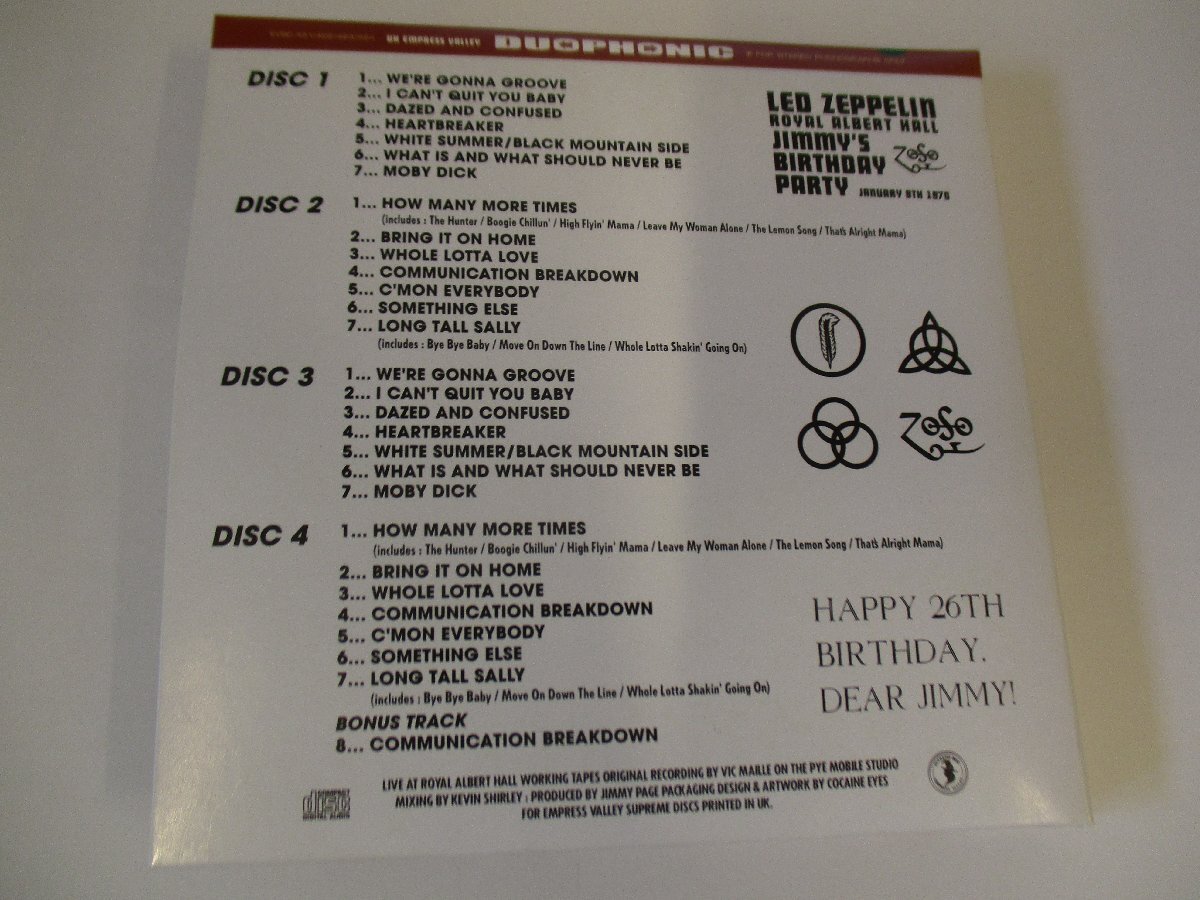 UK EMPRESS VALLEY DUOPHONIC
LED ZEPPELIN
ROYAL ALBERT HALL
JIMMY'S
BIRTHDAY
PARTY JANUARY 9TH 1970
DISC 1
1... WE'RE GONNA GROOVE
2... I CAN'T QUIT YOU BABY
3... DAZED AND CONFUSED
4... HEARTBREAKER
5... WHITE SUMMER/BLACK MOUNTAIN SIDE
6... WHAT IS AND WHAT SHOULD NEVER BE
7... MOBY DICK
DISC 2
1... HOW MANY MORE TIMES
(includes : The Hunter / Boogie Chillun' / High Flyin' Mama / Leave My Woman Alone / The Lemon Song / That's Alright Mama)
2... BRING IT ON HOME
3... WHOLE LOTTA LOVE
4... COMMUNICATION BREAKDOWN
5... C'MON EVERYBODY
6... SOMETHING ELSE
7... LONG TALL SALLY
(includes : Bye Bye Baby / Move On Down The Line / Whole Lotta Shakin' Going On)
DISC 3
1... WE'RE GONNA GROOVE
2... I CAN'T QUIT YOU BABY
3... DAZED AND CONFUSED
4... HEARTBREAKER
5... WHITE SUMMER/BLACK MOUNTAIN SIDE
6... WHAT IS AND WHAT SHOULD NEVER BE
7... MOBY DICK
DISC 4
1... HOW MANY MORE TIMES
(includes : The Hunter / Boogie Chillun' / High Flyin' Mama / Leave My Woman Alone / The Lemon Song / That's Alright Mama)
2... BRING IT ON HOME
3... WHOLE LOTTA LOVE
4... COMMUNICATION BREAKDOWN
5... C'MON EVERYBODY
6... SOMETHING ELSE
7... LONG TALL SALLY
(includes : Bye Bye Baby / Move On Down The Line / Whole Lotta Shakin' Going On)
BONUS TRACK
8... COMMUNICATION BREAKDOWN
HAPPY 26TH
BIRTHDAY,
DEAR JIMMY!
LIVE AT ROYAL ALBERT HALL WORKING TAPES ORIGINAL RECORDING BY VIC MAILE ON THE PYE MOBILE STUDIO
MIXING BY KEVIN SHIRLEY : PRODUCED BY JIMMY PAGE PACKAGING DESIGN & ARTWORK BY COCAINE EYES
FOR EMPRESS VALLEY SUPREME DISCS PRINTED IN UK.
COMPACT
disc
DIGITAL AUDIO